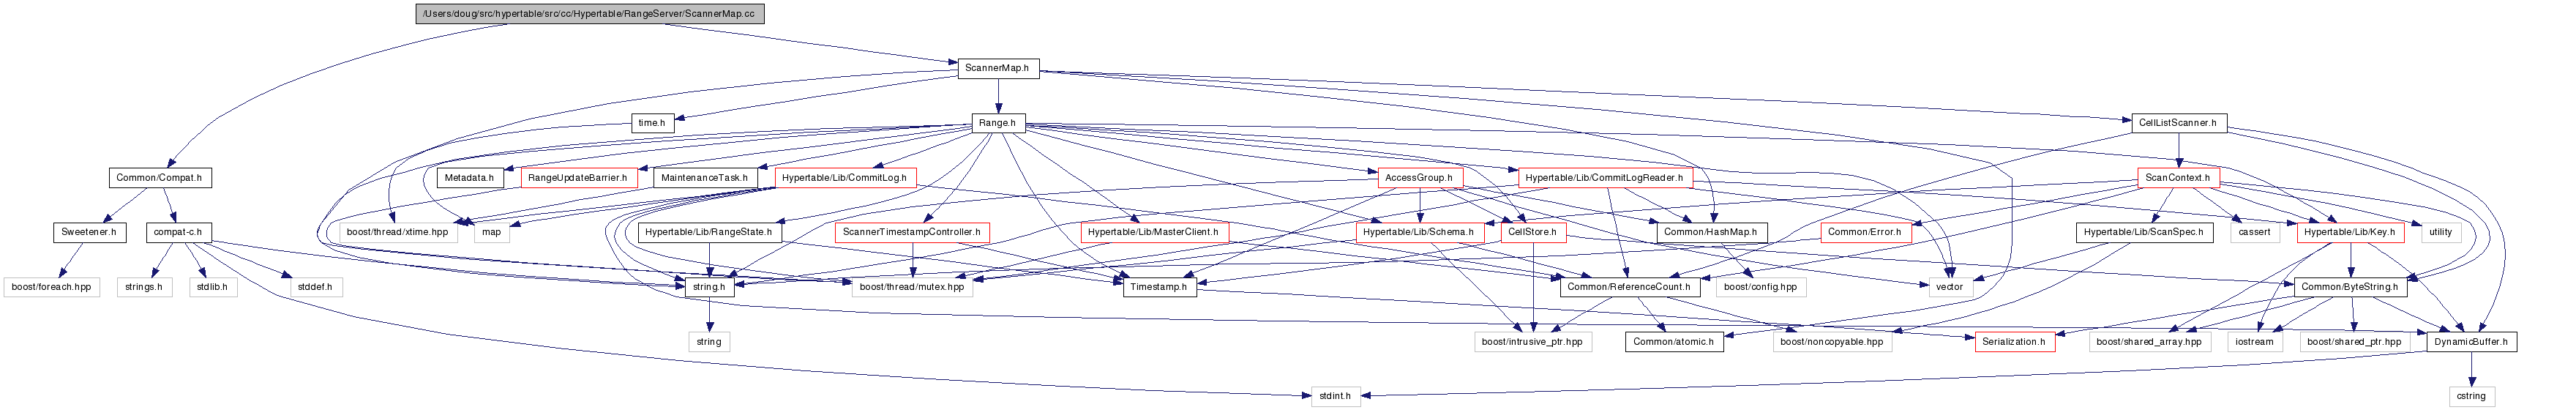 /Users/doug/src/hypertable/src/cc/Hypertable/RangeServer/ScannerMap.cc
ScannerMap.h
time.h
Range.h
CellListScanner.h
Common/Compat.h
Metadata.h
RangeUpdateBarrier.h
MaintenanceTask.h
Hypertable/Lib/CommitLog.h
AccessGroup.h
Hypertable/Lib/CommitLogReader.h
ScanContext.h
Sweetener.h
compat-c.h
boost/thread/xtime.hpp
map
Hypertable/Lib/RangeState.h
ScannerTimestampController.h
Hypertable/Lib/MasterClient.h
Hypertable/Lib/Schema.h
CellStore.h
Common/HashMap.h
Common/Error.h
Hypertable/Lib/ScanSpec.h
cassert
Hypertable/Lib/Key.h
utility
boost/foreach.hpp
strings.h
stdlib.h
stddef.h
string.h
boost/thread/mutex.hpp
Timestamp.h
Common/ReferenceCount.h
boost/config.hpp
vector
Common/ByteString.h
string
boost/intrusive_ptr.hpp
Common/atomic.h
boost/noncopyable.hpp
Serialization.h
boost/shared_array.hpp
iostream
boost/shared_ptr.hpp
DynamicBuffer.h
stdint.h
cstring